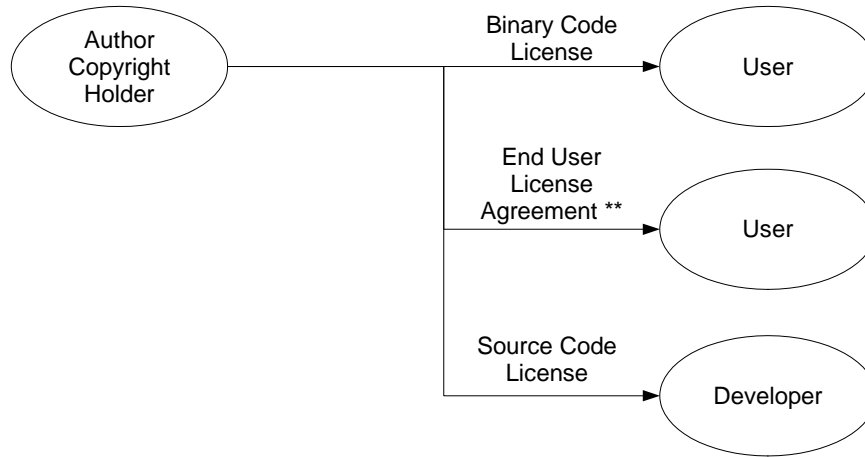 Author
Copyright
Holder
Binary Code
License
User
End User
License
Agreement **
User
Source Code
License
Developer